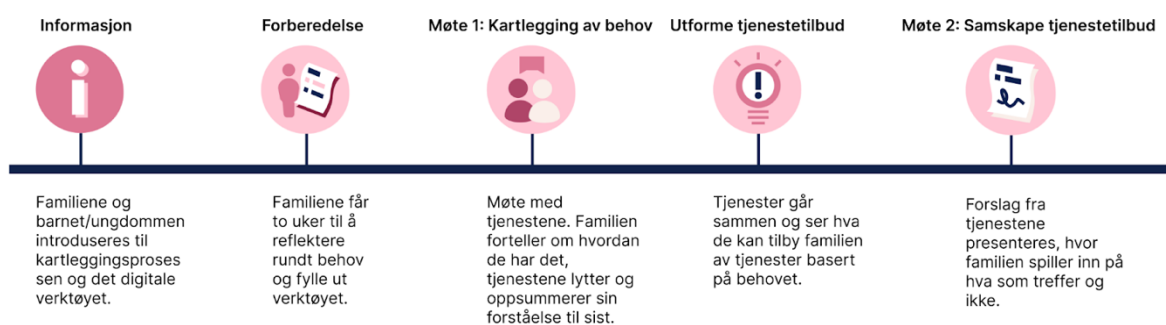 Informasjon
Forberedelse
Møte 1: Kartlegging av behov
Utforme tjenestetilbud
Møte 2: Samskape tjenestetilbud
Familiene og
barnet/ungdommen
introduseres til
kartleggingsproses
sen og det digitale
verktøyet.
Familiene får
to uker til å
reflektere
rundt behov
og fylle ut
verktøyet.
Møte med
tjenestene. Familien
forteller om hvordan
de har det,
tjenestene lytter og
oppsummerer sin
forståelse til sist.
Tjenester går
sammen og ser hva
de kan tilby familien
av tjenester basert
på behovet.
Forslag fra
tjenestene
presenteres, hvor
familien spiller inn på
hva som treffer og
ikke.